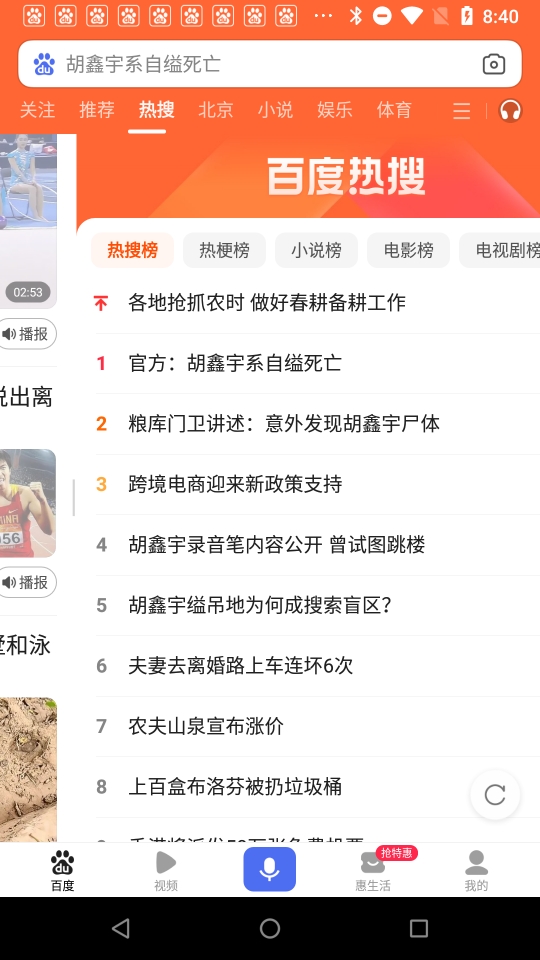 8:40
du 胡鑫宇系自缢死亡
关注 推荐 热搜 北京 小说 娱乐 体育
百度热搜
热搜榜 热梗榜 小说榜 电影榜 电视剧榜
02:53
播报
说出离
播报
和泳
各地抢抓农时 做好春耕备耕工作
1 官方：胡鑫宇系自缢死亡
2 粮库门卫讲述：意外发现胡鑫宇尸体
3 跨境电商迎来新政策支持
4 胡鑫宇录音笔内容公开 曾试图跳楼
5 胡鑫宇缢吊地为何成搜索盲区？
6 夫妻去离婚路上车连坏6次
7 农夫山泉宣布涨价
8 上百盒布洛芬被扔垃圾桶
抢特惠
du
百度 视频 惠生活 我的